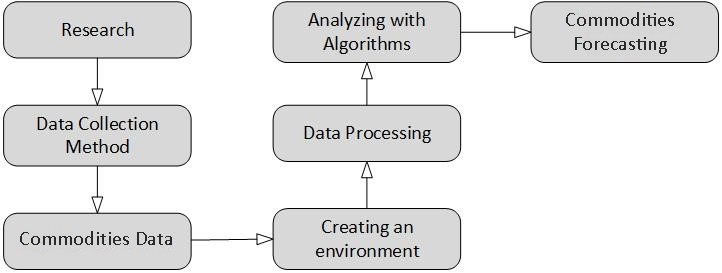 Research
Data Collection
Method
Commodities Data
Creating an
environment
Data Processing
Analyzing with
Algorithms
Commodities
Forecasting